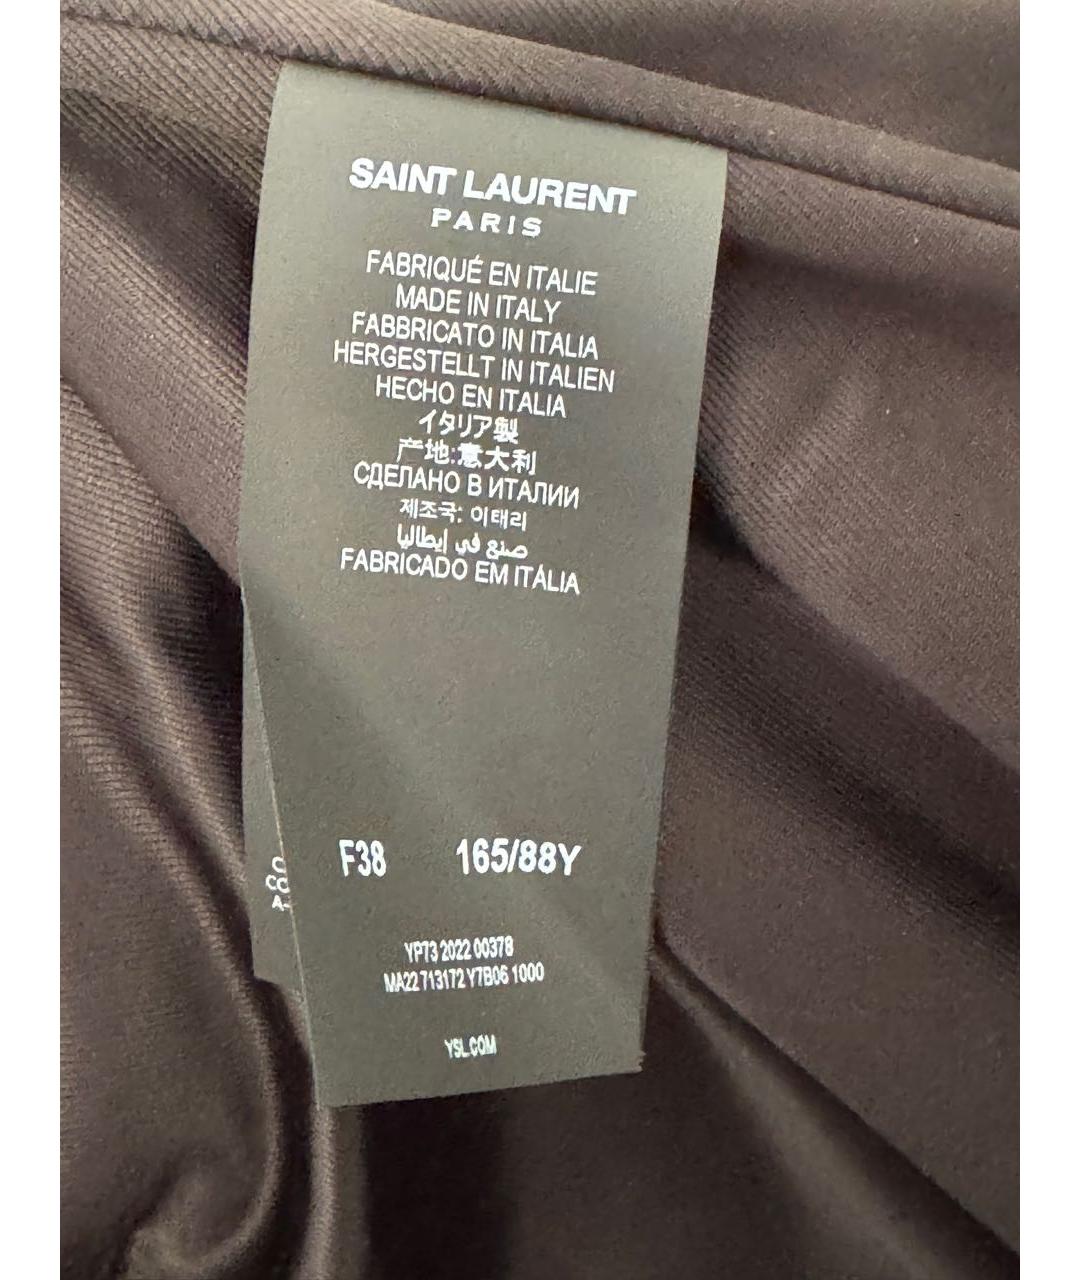 SAINT LAURENT
PARIS
FABRIQUÉ EN ITALIE
MADE IN ITALY
FABBRICATO IN ITALIA
HERGESTELLT IN ITALIEN
HECHO EN ITALIA
イタリア製
产地:意大利
СДЕЛАНО В ИТАЛИИ
제조국: 이태리
صنع في إيطاليا
FABRICADO EM ITÁLIA
F38 165/88Y
CO
A-
YP73 2022 00378
MA22 713172 Y7B06 1000
YSL.COM